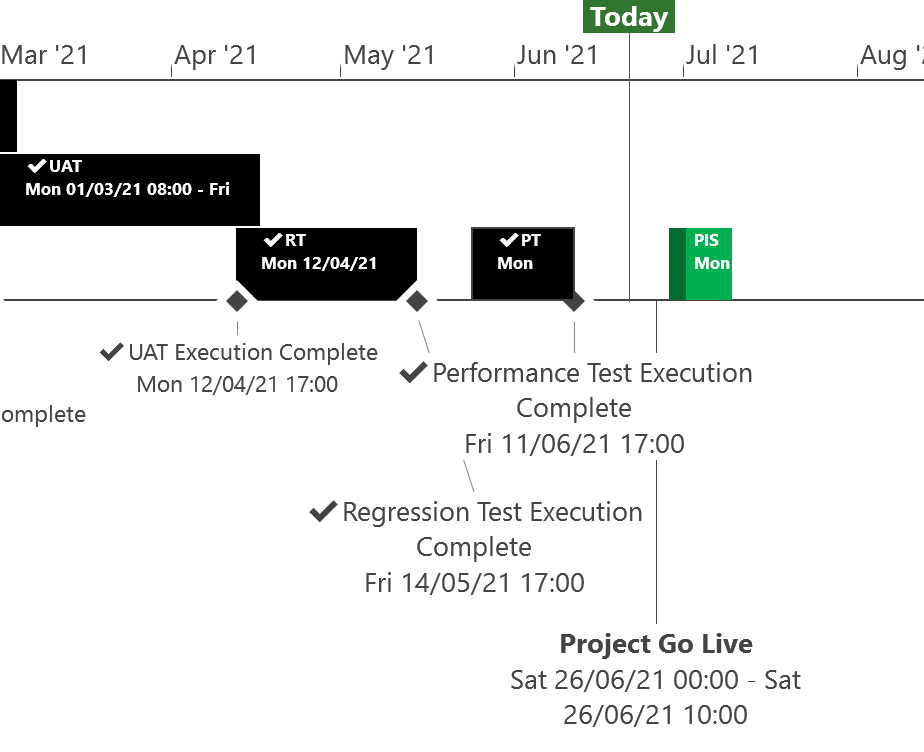 Today
Mar '21
Apr '21
May '21
Jun '21
Jul '21
Aug '2
✔UAT
Mon 01/03/21 08:00 - Fri
✔RT
Mon 12/04/21
✔PT
Mon
PIS
Mon
✔UAT Execution Complete
Mon 12/04/21 17:00
omplete
✔Performance Test Execution
Complete
Fri 11/06/21 17:00
✔Regression Test Execution
Complete
Fri 14/05/21 17:00
Project Go Live
Sat 26/06/21 00:00 - Sat
26/06/21 10:00